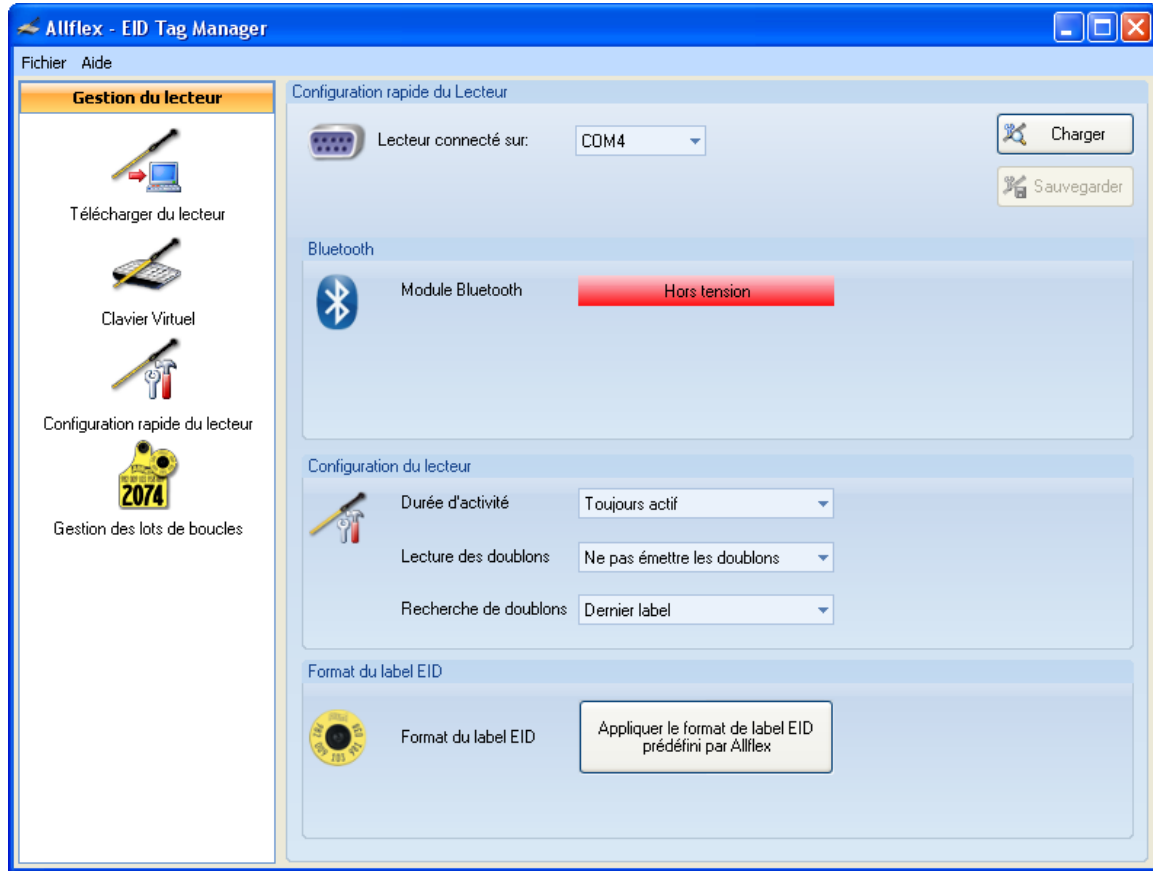 Allflex - EID Tag Manager
Fichier Aide
Gestion du lecteur
Télécharger du lecteur
Clavier Virtuel
Configuration rapide du lecteur
2074
Gestion des lots de boucles
Configuration rapide du Lecteur
Lecteur connecté sur: COM4
Charger
Sauvegarder
Bluetooth
Module Bluetooth Hors tension
Configuration du lecteur
Durée d'activité Toujours actif
Lecture des doublons Ne pas émettre les doublons
Recherche de doublons Dernier label
Format du label EID
Format du label EID
Appliquer le format de label EID
prédéfini par Allflex